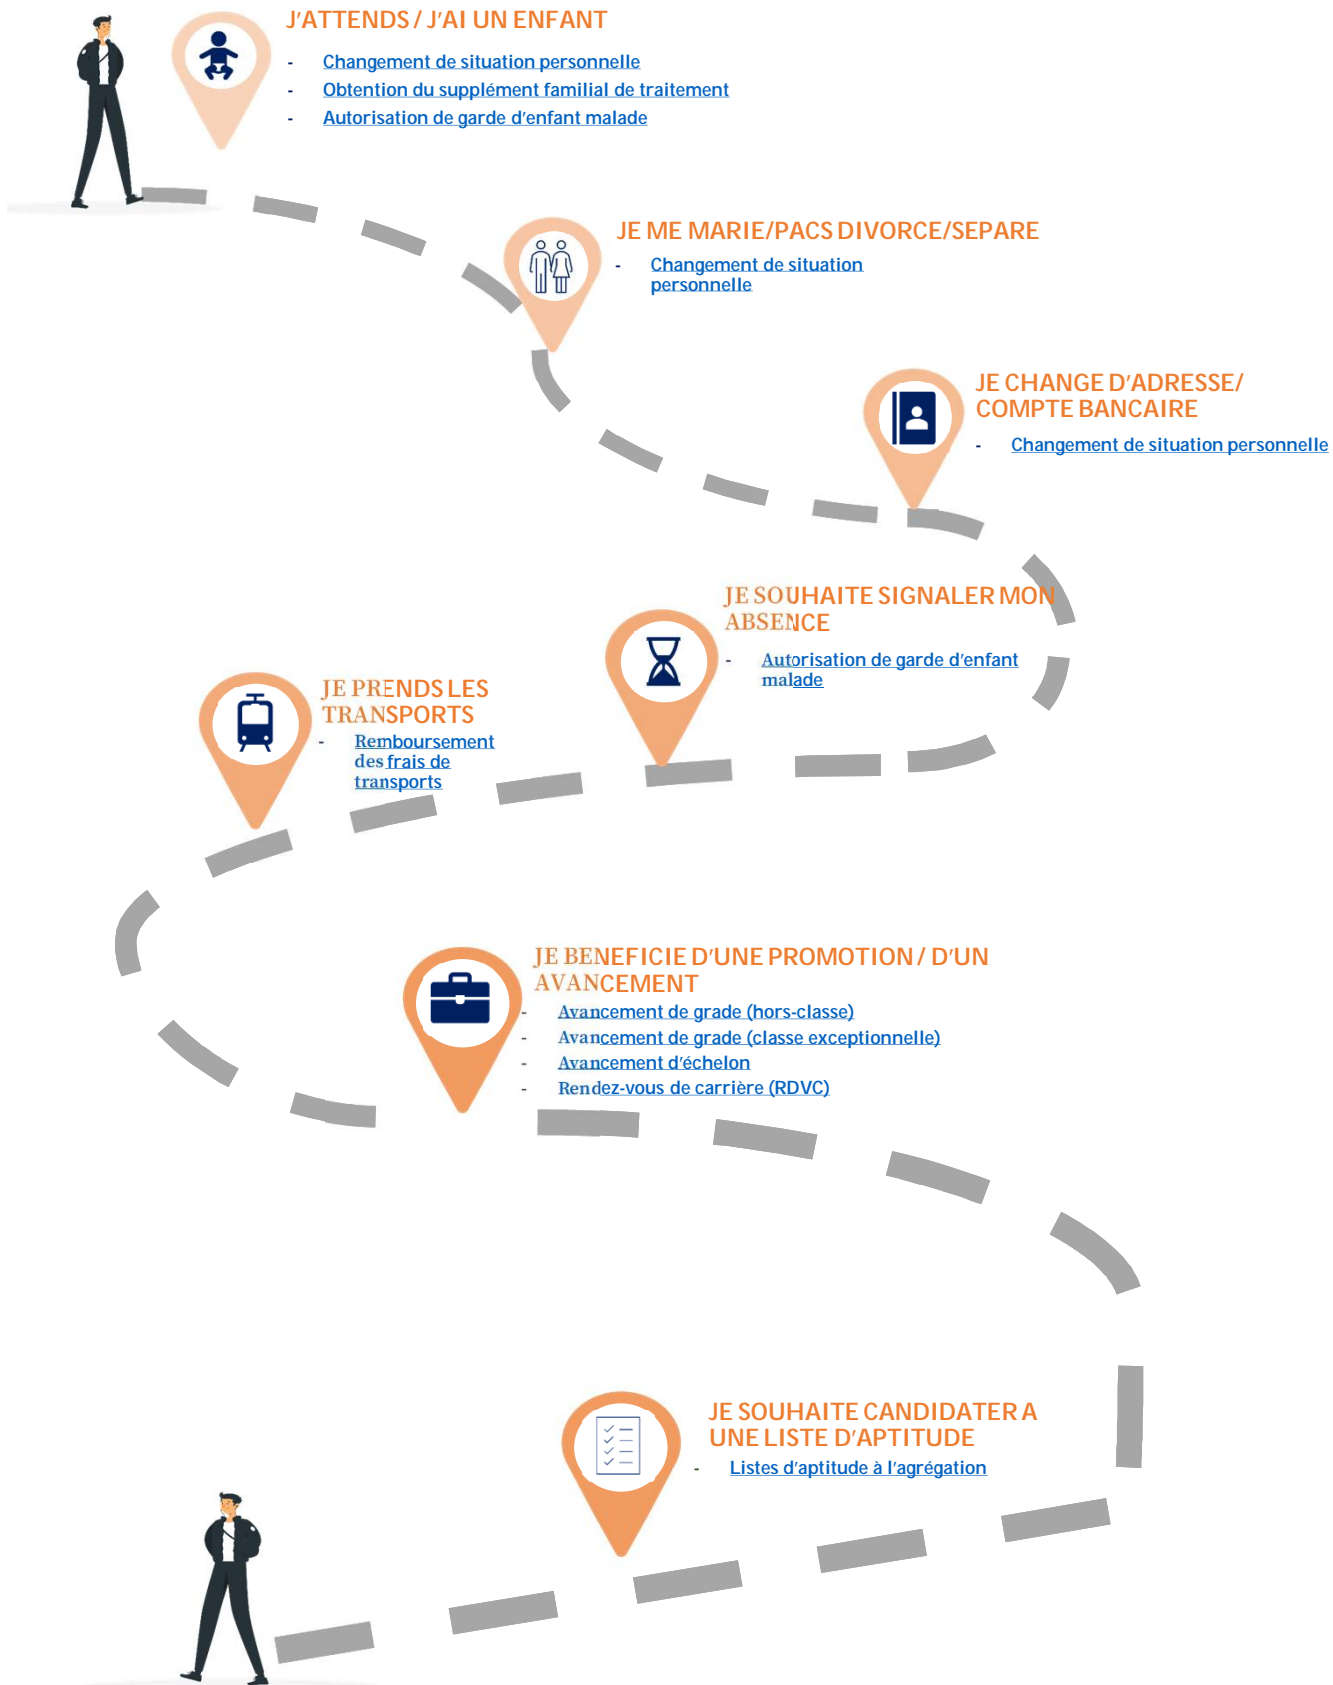 J'ATTENDS / J'AI UN ENFANT
- Changement de situation personnelle
- Obtention du supplément familial de traitement
- Autorisation de garde d'enfant malade
JE ME MARIE/PACS DIVORCE/SEPARE
- Changement de situation
personnelle
JE CHANGE D'ADRESSE/
COMPTE BANCAIRE
- Changement de situation personnelle
JE SOUHAITE SIGNALER MON
ABSENCE
- Autorisation de garde d'enfant
malade
JE PRENDS LES
TRANSPORTS
- Remboursement
des frais de
transports
JE BENEFICIE D'UNE PROMOTION / D'UN
AVANCEMENT
- Avancement de grade (hors-classe)
- Avancement de grade (classe exceptionnelle)
- Avancement d'échelon
- Rendez-vous de carrière (RDVC)
JE SOUHAITE CANDIDATER A
UNE LISTE D'APTITUDE
- Listes d'aptitude à l'agrégation